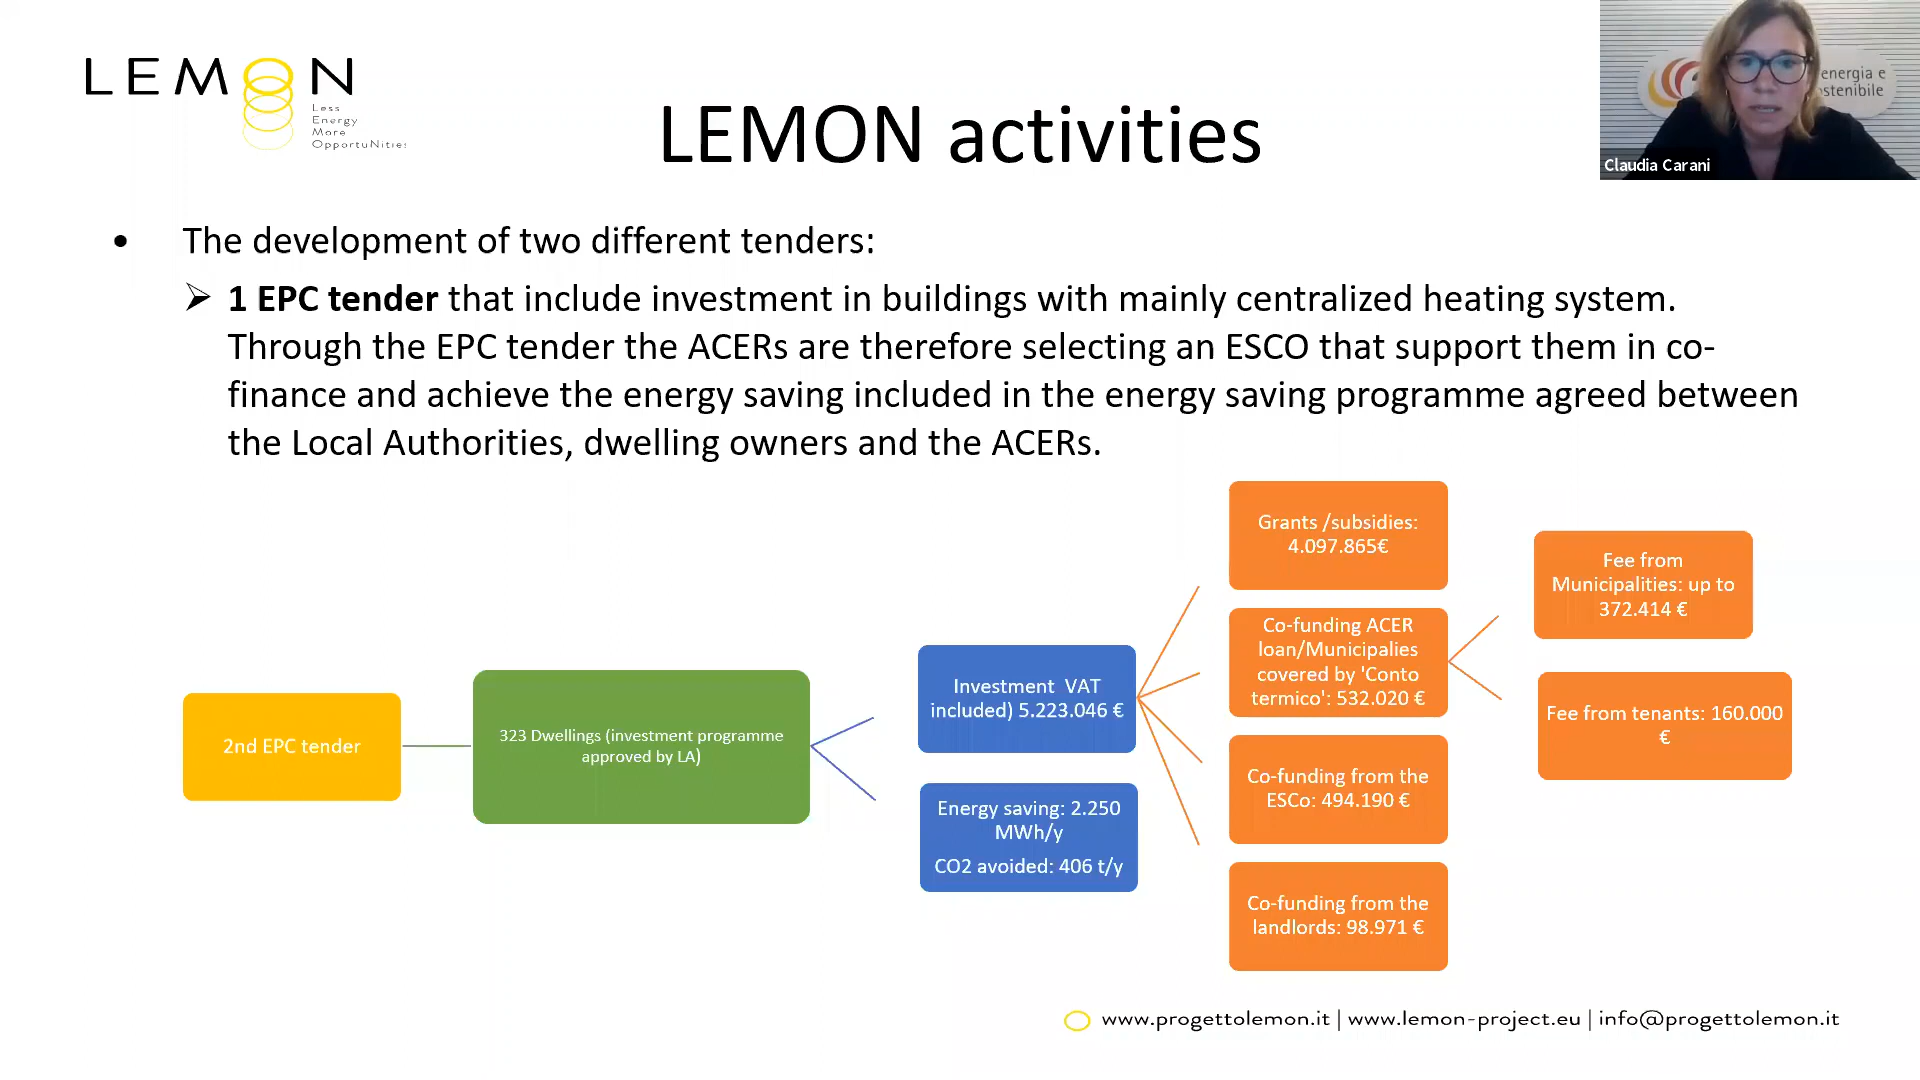 LEMON
Less
Energy
More
OpportuNities
LEMON activities
energia e
ostenibile
Claudia Carani
• The development of two different tenders:
➢ 1 EPC tender that include investment in buildings with mainly centralized heating system.
Through the EPC tender the ACERs are therefore selecting an ESCO that support them in co-
finance and achieve the energy saving included in the energy saving programme agreed between
the Local Authorities, dwelling owners and the ACERs.
2nd EPC tender
323 Dwellings (investment programme
approved by LA)
Investment VAT
included) 5.223.046 €
Energy saving: 2.250
MWh/y
CO2 avoided: 406 t/y
Grants /subsidies:
4.097.865€
Co-funding ACER
loan/Municipalies
covered by 'Conto
termico': 532.020 €
Co-funding from the
ESCo: 494.190 €
Co-funding from the
landlords: 98.971 €
Fee from
Municipalities: up to
372.414 €
Fee from tenants: 160.000
€
www.progettolemon.it | www.lemon-project.eu | info@progettolemon.it